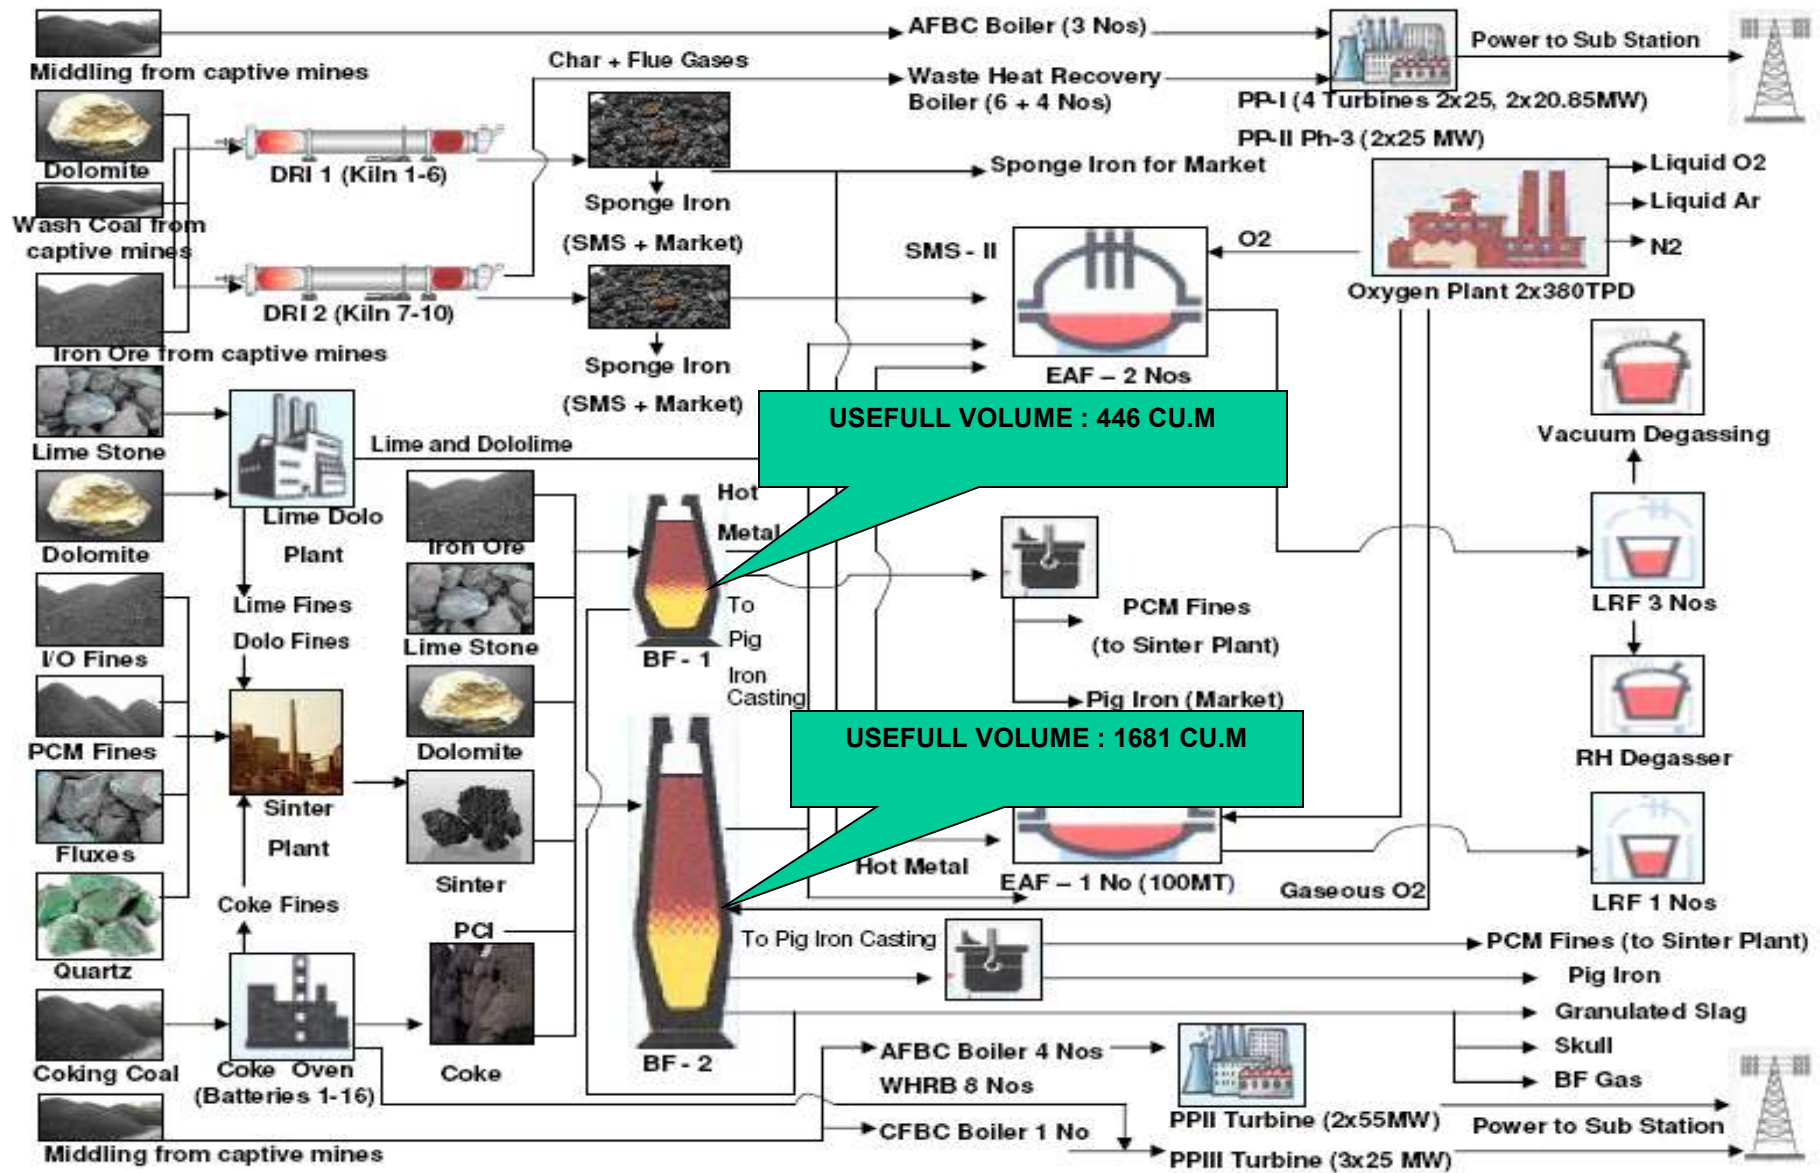 AFBC Boiler (3 Nos)
Power to Sub Station
Middling from captive mines
Char + Flue Gases
Waste Heat Recovery
Boiler (6 + 4 Nos)
PP-I (4 Turbines 2x25, 2x20.85MW)
PP-II Ph-3 (2x25 MW)
Dolomite
DRI 1 (Kiln 1-6)
Sponge Iron for Market
Liquid O2
Liquid Ar
N2
Sponge Iron
(SMS + Market)
Wash Coal from
captive mines
SMS - II
O2
Oxygen Plant 2x380TPD
DRI 2 (Kiln 7-10)
Iron Ore from captive mines
Sponge Iron
(SMS + Market)
EAF – 2 Nos
USEFULL VOLUME : 446 CU.M
Vacuum Degassing
Lime Stone
Lime and Dololime
Hot
Metal
Lime Dolo
Plant
Iron Ore
Dolomite
Lime Fines
Dolo Fines
To
Pig
Iron
Casting
PCM Fines
(to Sinter Plant)
LRF 3 Nos
I/O Fines
Lime Stone
BF - 1
Pig Iron (Market)
PCM Fines
Dolomite
USEFULL VOLUME : 1681 CU.M
RH Degasser
Sinter
Plant
Fluxes
Sinter
Hot Metal
EAF – 1 No (100MT)
Gaseous O2
LRF 1 Nos
Coke Fines
PCI
To Pig Iron Casting
PCM Fines (to Sinter Plant)
Quartz
Pig Iron
Granulated Slag
Skull
BF Gas
Coking Coal
Coke Oven
(Batteries 1-16)
Coke
BF - 2
AFBC Boiler 4 Nos
WHRB 8 Nos
CFBC Boiler 1 No
PPII Turbine (2x55MW)
Power to Sub Station
Middling from captive mines
PPIII Turbine (3x25 MW)